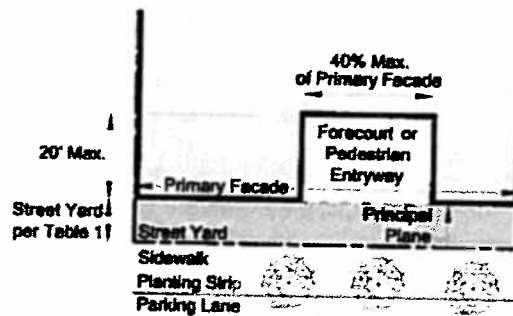 40% Max.
of Primary Facade
Forecourt or
Pedestrian
Entryway
20' Max.
Primary Facade
Street Yard
per Table 1
Principal
Plane
Street Yard
Sidewalk
Planting Strip
Parking Lane